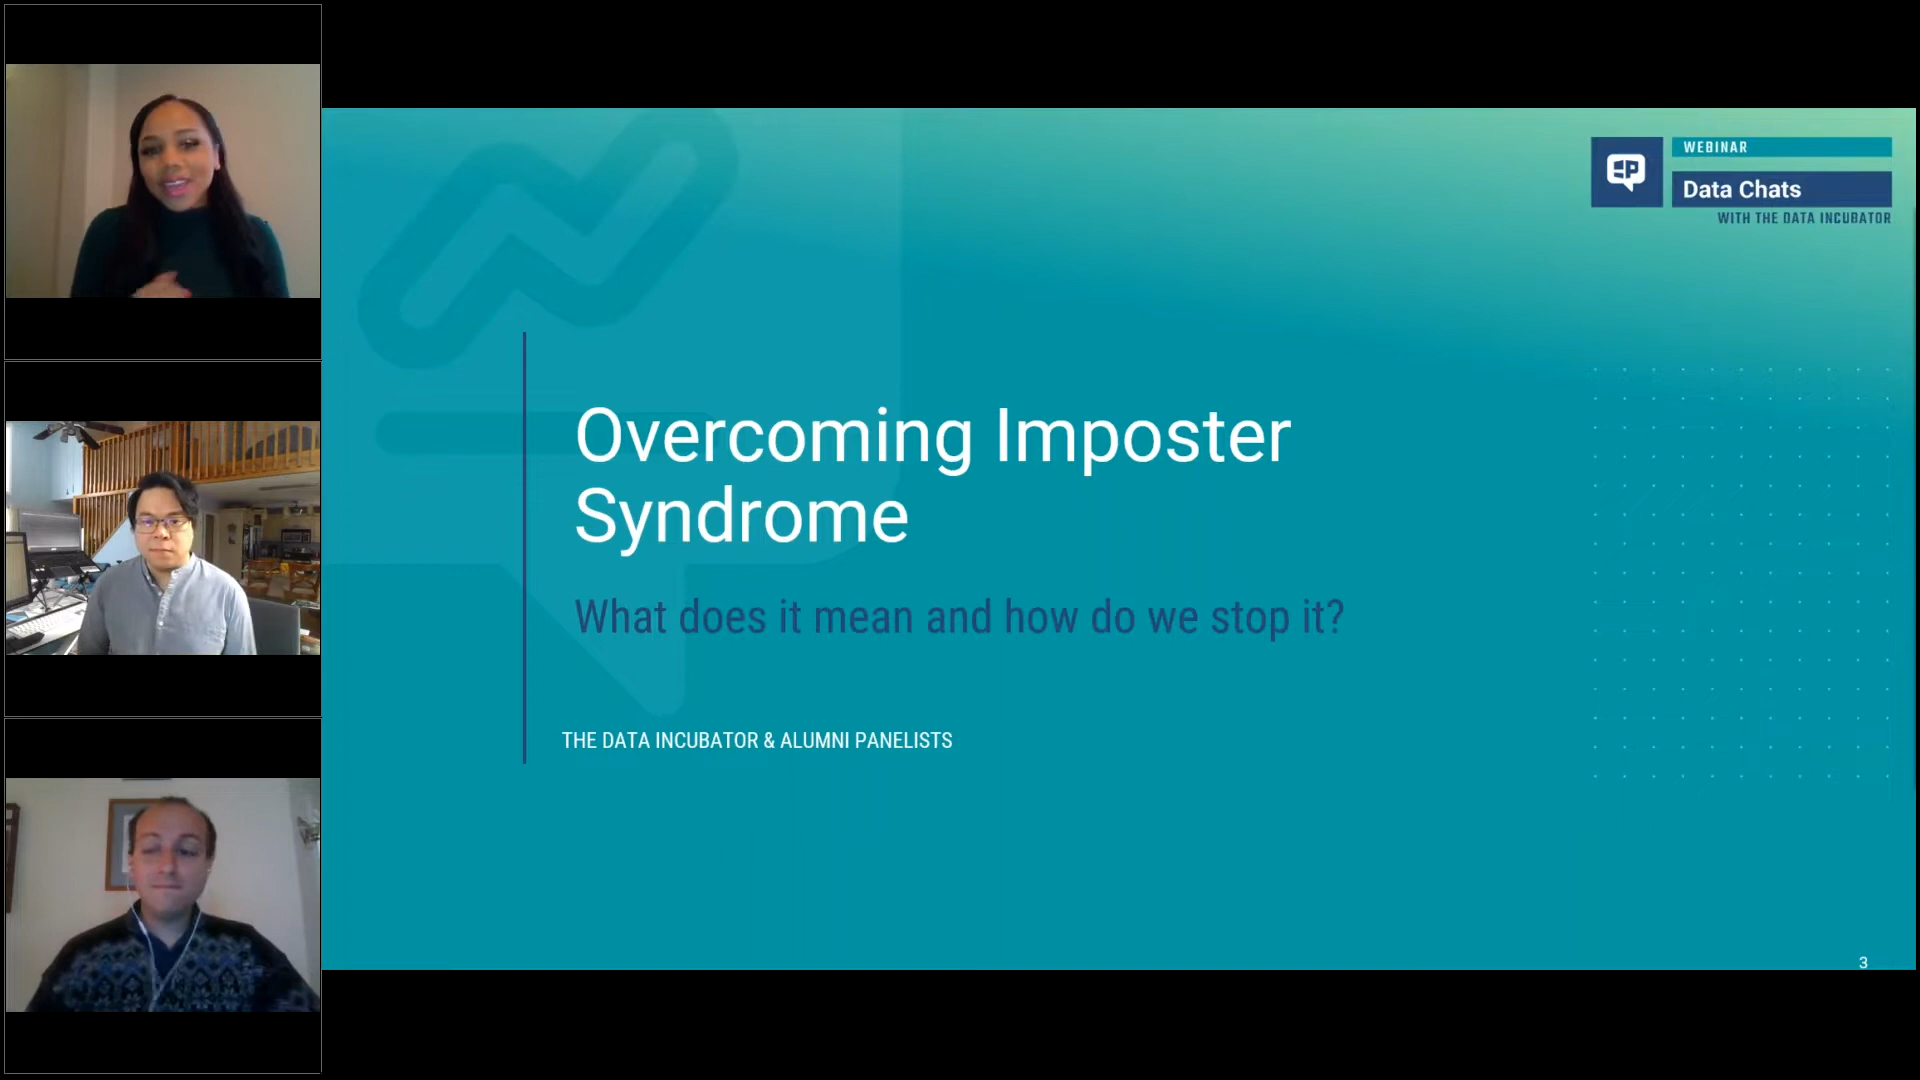 WEBINAR
Data Chats
WITH THE DATA INCUBATOR
Overcoming Imposter
Syndrome
What does it mean and how do we stop it?
THE DATA INCUBATOR & ALUMNI PANELISTS
3